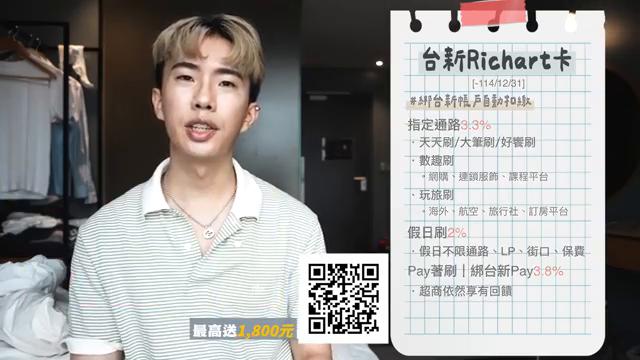 台新Richart卡
[-114/12/31]
#綁台新帳戶自動扣繳
指定通路3.3%
·天天刷/大筆刷/好饗刷
·數趣刷
◦網購、連鎖服飾、課程平台
·玩旅刷
◦海外、航空、旅行社、訂房平台
假日刷2%
·假日不限通路、LP、街口、保費
Pay著刷｜綁台新Pay3.8%
·超商依然享有回饋
最高送1,800元